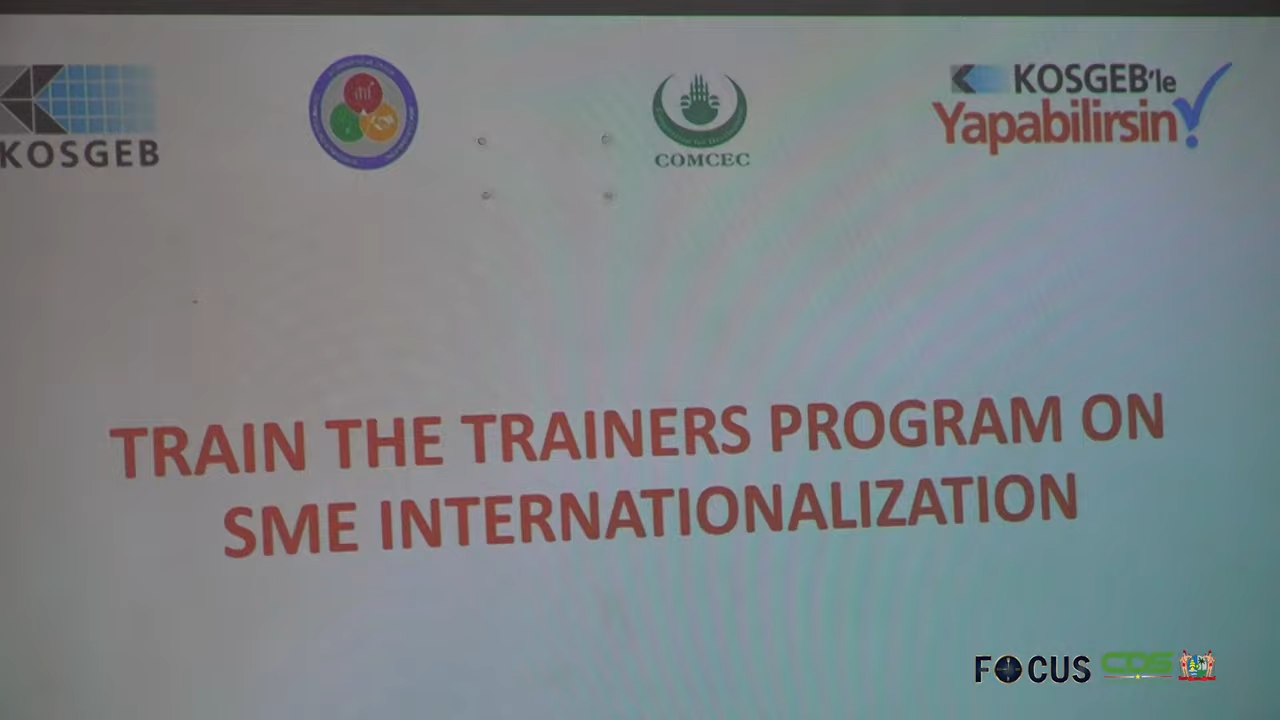 KOSGEB
COMCEC
KOSGEB'le
Yapabilirsin
TRAIN THE TRAINERS PROGRAM ON
SME INTERNATIONALIZATION
FOCUS CDS